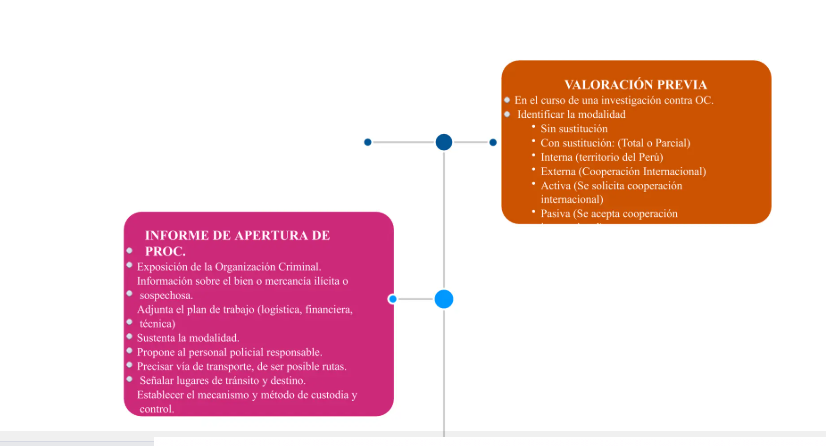 VALORACIÓN PREVIA
En el curso de una investigación contra OC.
Identificar la modalidad
Sin sustitución
Con sustitución: (Total o Parcial)
Interna (territorio del Perú)
Externa (Cooperación Internacional)
Activa (Se solicita cooperación
internacional)
Pasiva (Se acepta cooperación
INFORME DE APERTURA DE
PROC.
Exposición de la Organización Criminal.
Información sobre el bien o mercancía ilícita o
sospechosa.
Adjunta el plan de trabajo (logística, financiera,
técnica)
Sustenta la modalidad.
Propone al personal policial responsable.
Precisar vía de transporte, de ser posible rutas.
Señalar lugares de tránsito y destino.
Establecer el mecanismo y método de custodia y
control.